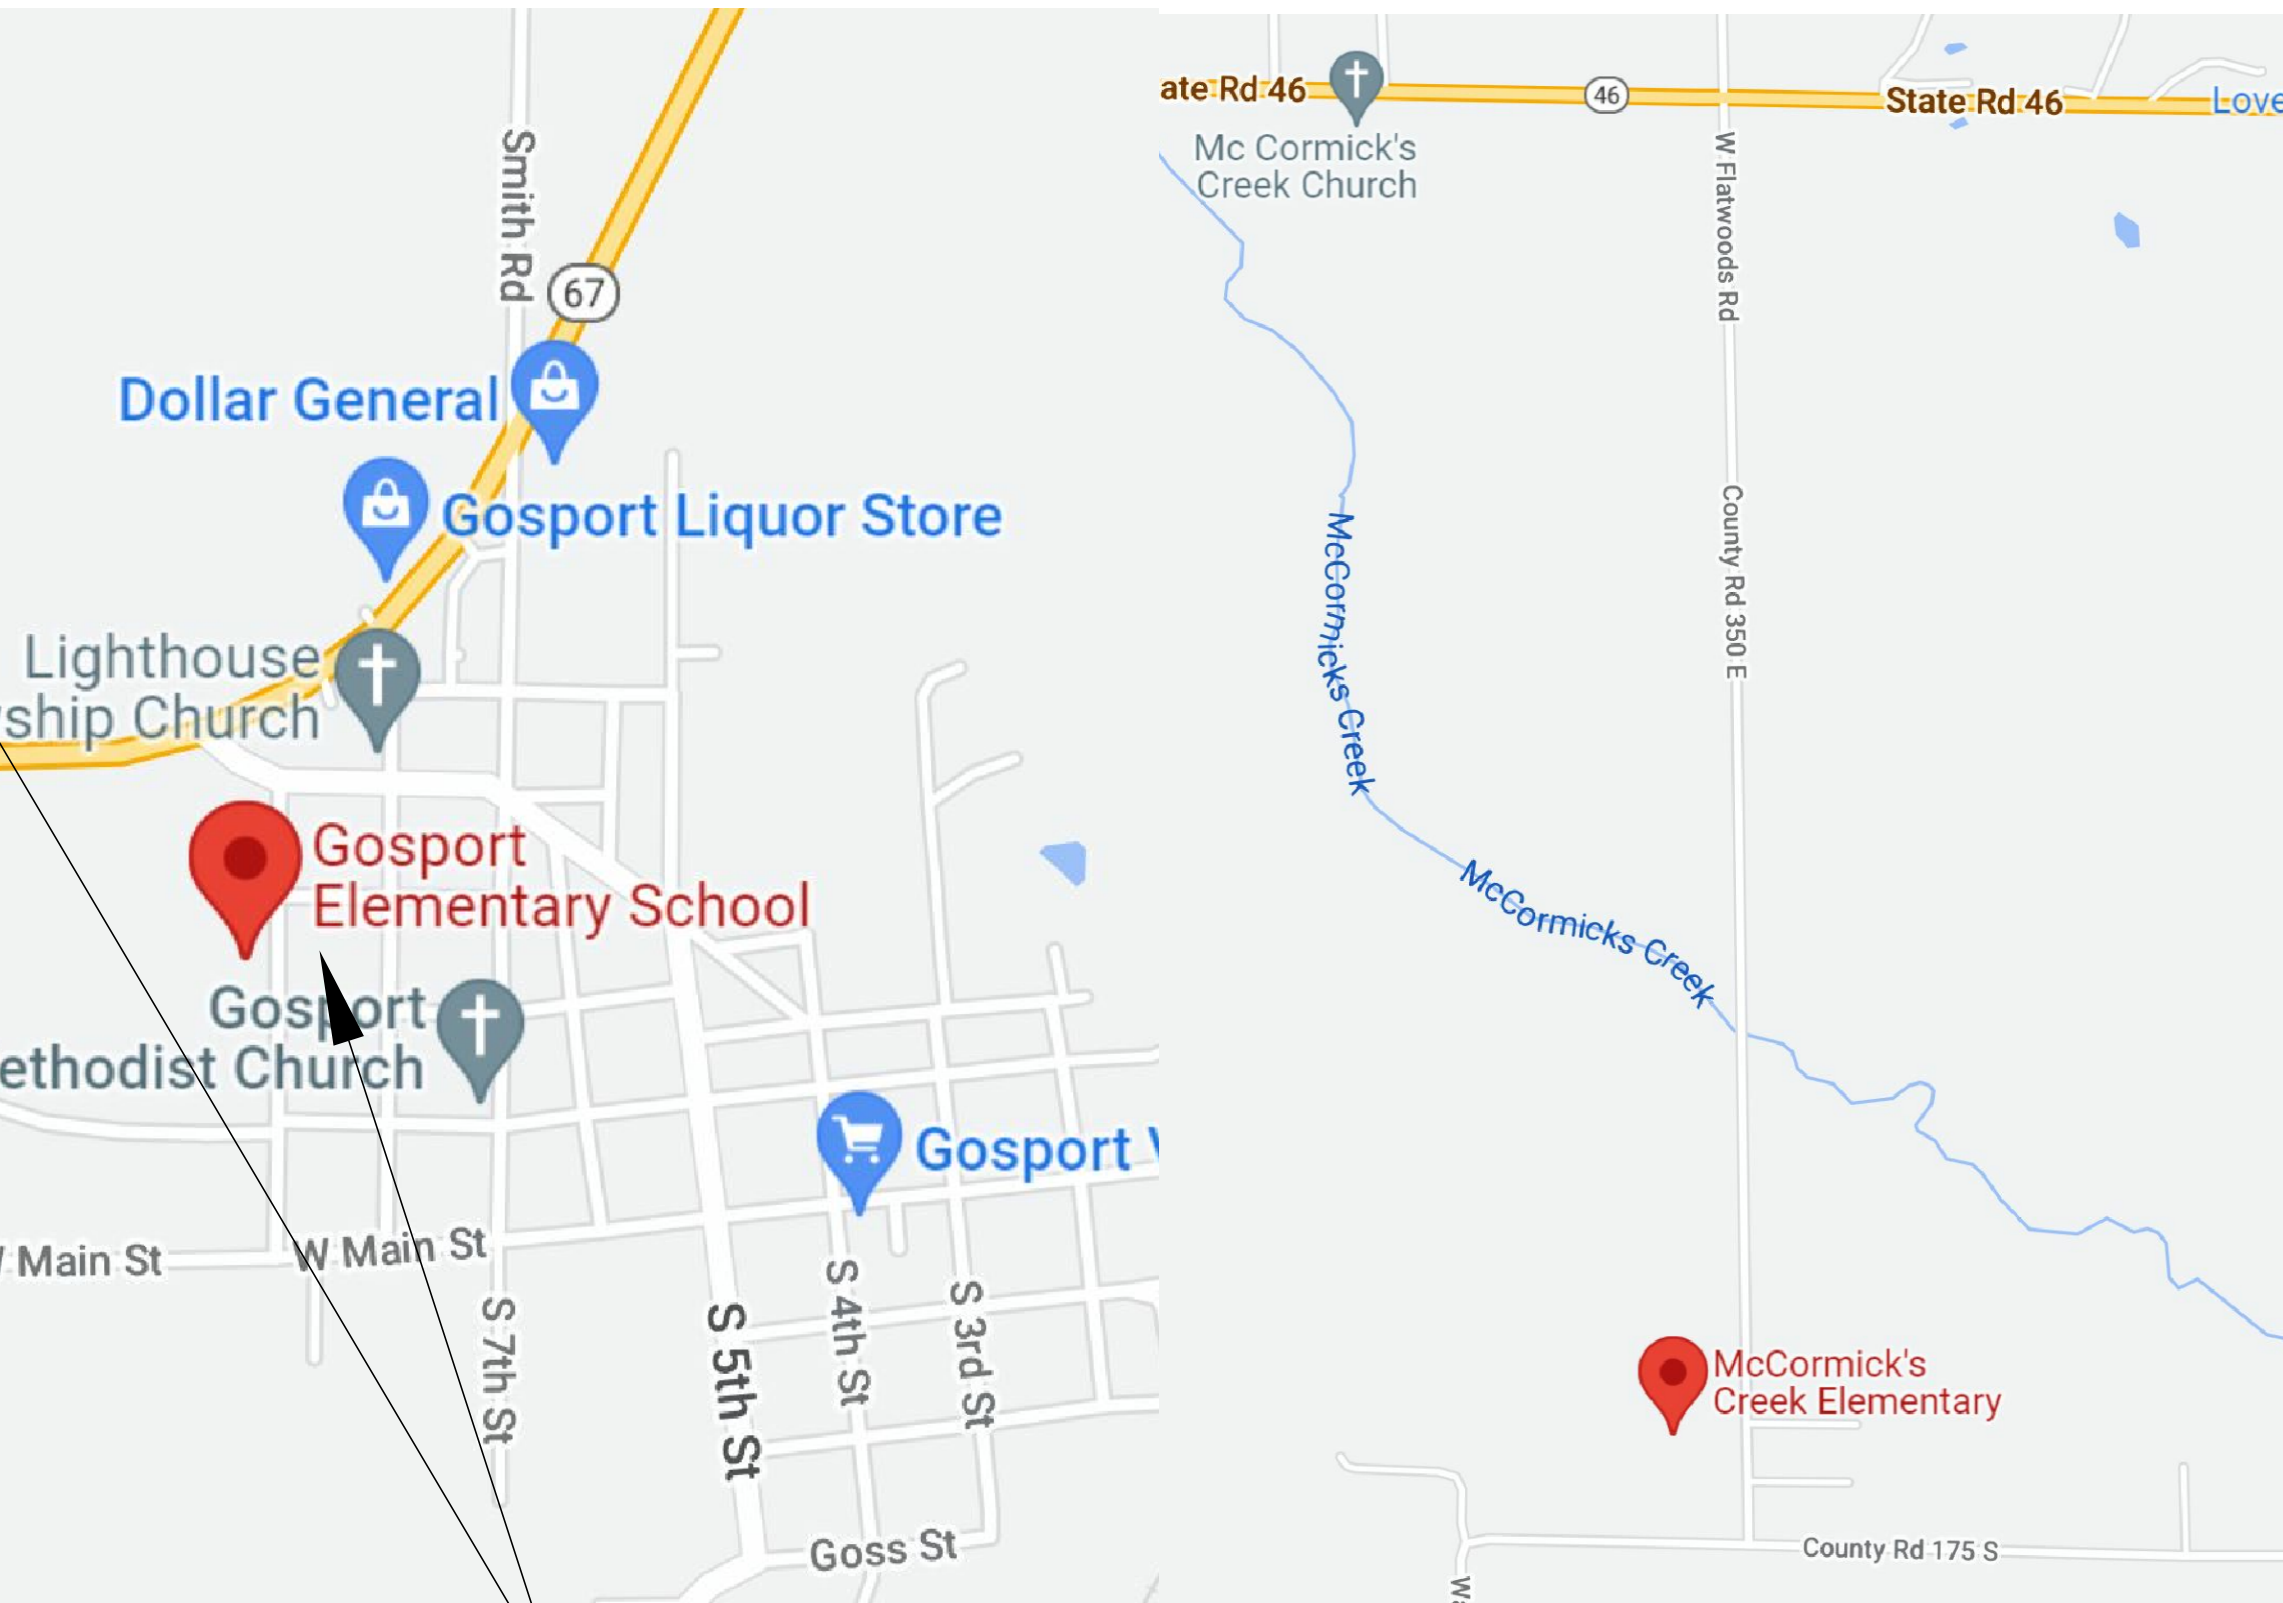 Smith Rd
67
Dollar General
Gosport Liquor Store
Lighthouse
ship Church
Gosport
Elementary School
Gosport
ethodist Church
Gosport
Main St
W Main St
S 7th St
S 5th St
S 4th St
S 3rd St
Goss St
ate Rd 46
46
State Rd 46
Love
Mc Cormick's
Creek Church
W Flatwoods Rd
County Rd 350 E
McCormicks Creek
McCormicks Creek
McCormick's
Creek Elementary
County Rd 175 S